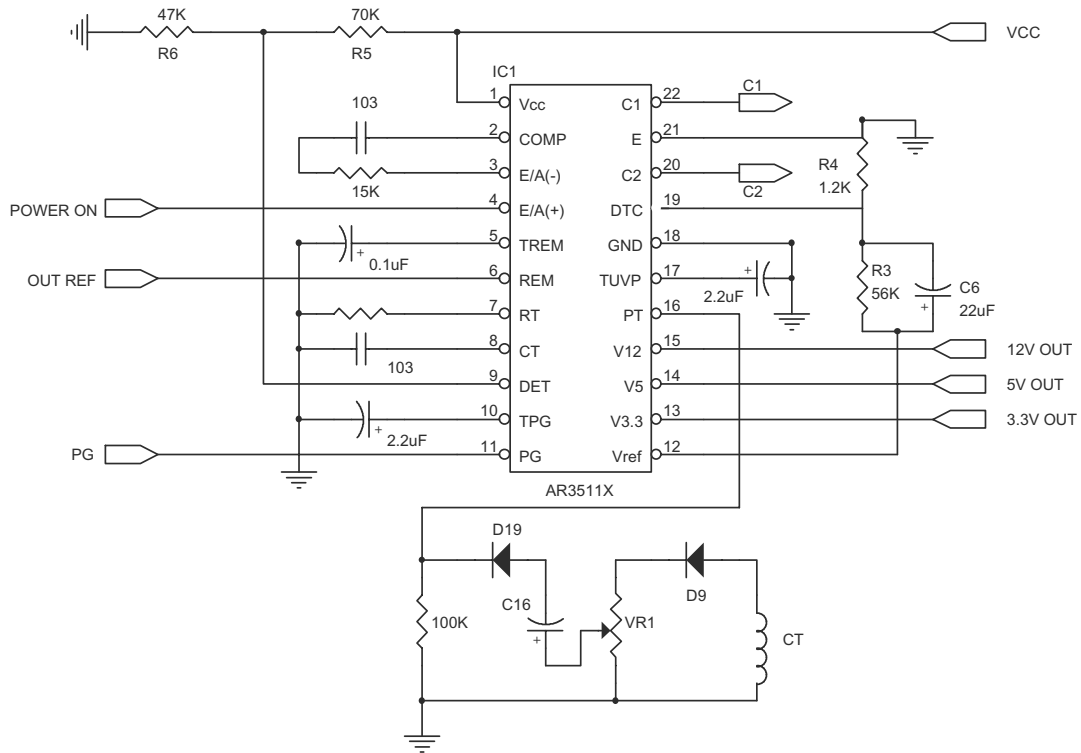 47K
70K
R6
R5
VCC
IC1
1
Vcc
C1
22
C1
103
2
COMP
E
21
R4
1.2K
3
E/A(-)
C2
20
C2
15K
POWER ON
4
E/A(+)
DTC
19
5
TREM
GND
18
+
0.1uF
OUT REF
6
REM
TUVP
17
+
2.2uF
R3
56K
C6
+
22uF
7
RT
PT
16
8
CT
V12
15
12V OUT
103
9
DET
V5
14
5V OUT
10
TPG
V3.3
13
3.3V OUT
+
2.2uF
PG
11
PG
Vref
12
AR3511X
D19
D9
C16
+
100K
VR1
CT